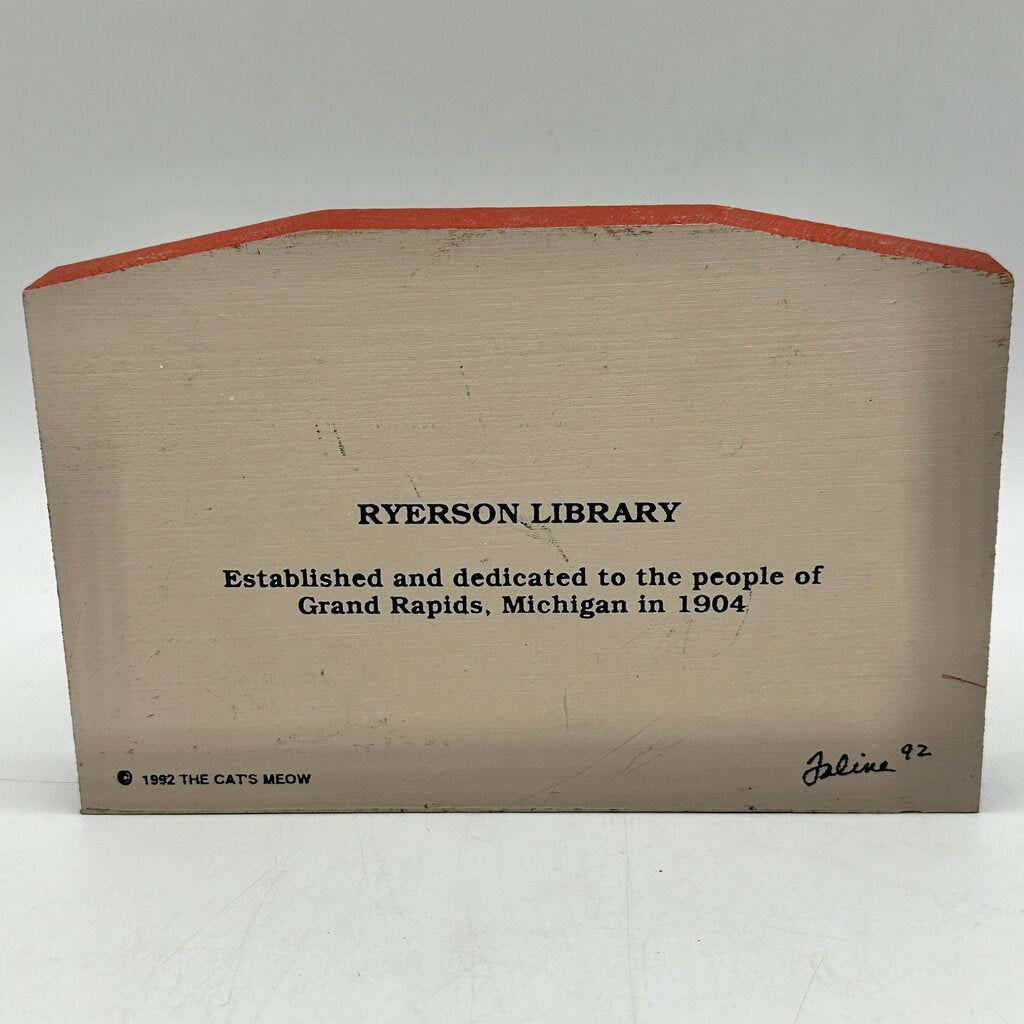 RYERSON LIBRARY
Established and dedicated to the people of
Grand Rapids, Michigan in 1904
© 1992 THE CAT'S MEOW
Faline 92